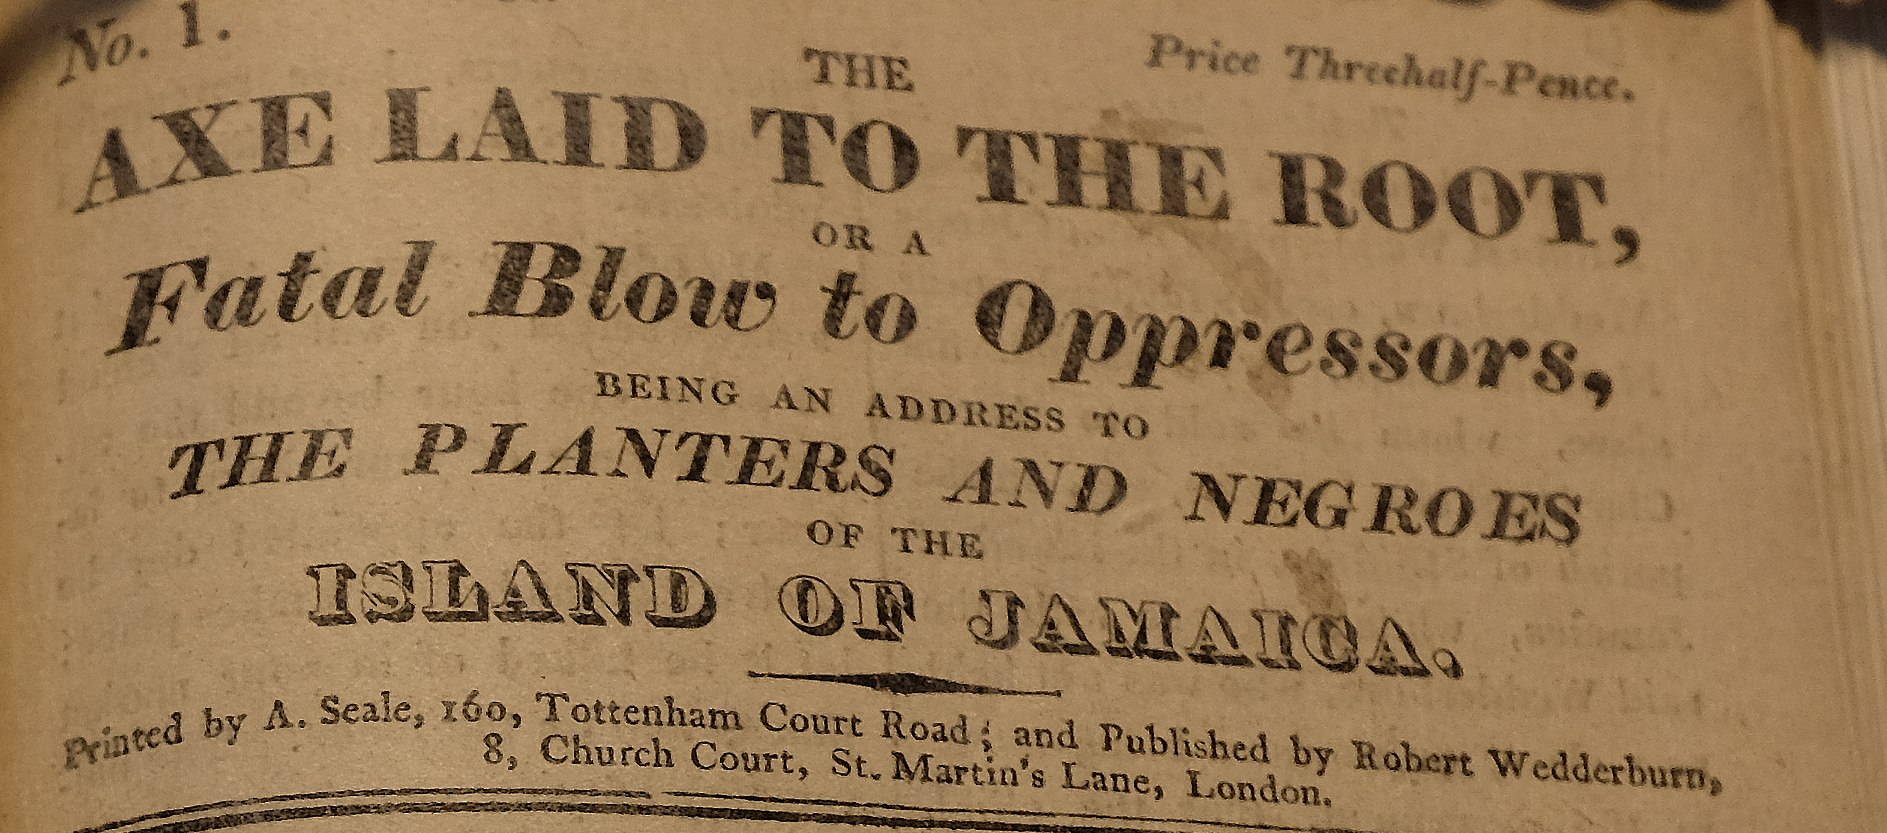 No. 1.
Price Threehalf-Pence.
THE
AXE LAID TO THE ROOT,
OR A
Fatal Blow to Oppressors,
BEING AN ADDRESS TO
THE PLANTERS AND NEGROES
OF THE
ISLAND OF JAMAICA.
Printed by A. Seale, 160, Tottenham Court Road; and Published by Robert Wedderburn,
8, Church Court, St. Martin's Lane, London.